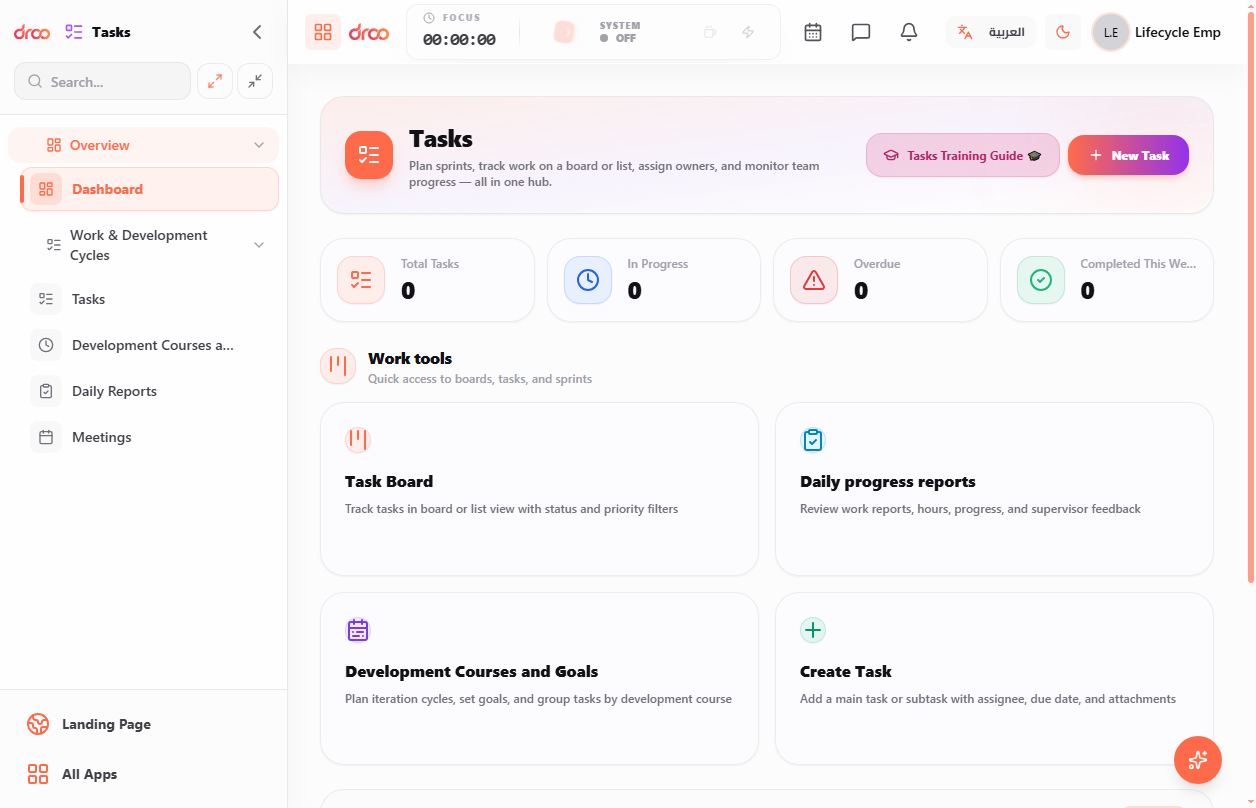 droo
Tasks
Search...
Overview
Dashboard
Work & Development
Cycles
Tasks
Development Courses a...
Daily Reports
Meetings
Landing Page
All Apps
droo
FOCUS
00:00:00
SYSTEM
OFF
العربية
L.E
Lifecycle Emp
Tasks
Plan sprints, track work on a board or list, assign owners, and monitor team
progress — all in one hub.
Tasks Training Guide 🎓
New Task
Total Tasks
0
In Progress
0
Overdue
0
Completed This We...
0
Work tools
Quick access to boards, tasks, and sprints
Task Board
Track tasks in board or list view with status and priority filters
Daily progress reports
Review work reports, hours, progress, and supervisor feedback
Development Courses and Goals
Plan iteration cycles, set goals, and group tasks by development course
Create Task
Add a main task or subtask with assignee, due date, and attachments